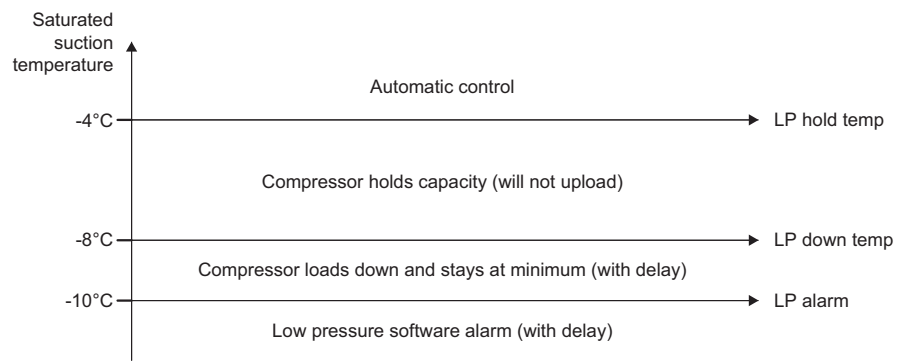 Saturated
suction
temperature
Automatic control
-4°C
LP hold temp
Compressor holds capacity (will not upload)
-8°C
LP down temp
Compressor loads down and stays at minimum (with delay)
-10°C
LP alarm
Low pressure software alarm (with delay)